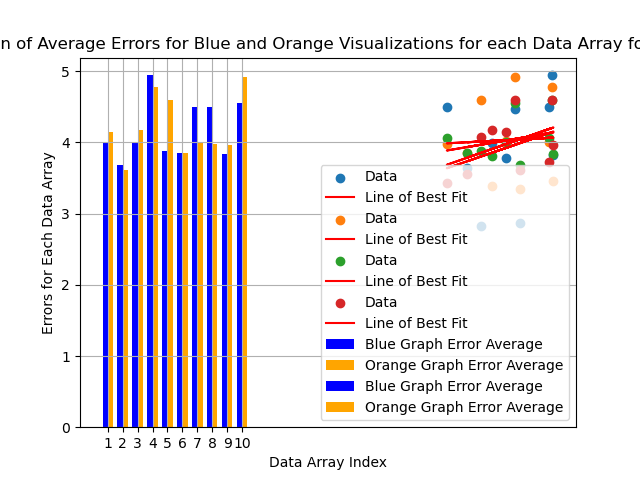 n of Average Errors for Blue and Orange Visualizations for each Data Array fo
Errors for Each Data Array
5
4
3
2
1
0
Data
Line of Best Fit
Data
Line of Best Fit
Data
Line of Best Fit
Data
Line of Best Fit
Blue Graph Error Average
Orange Graph Error Average
Blue Graph Error Average
Orange Graph Error Average
1 2 3 4 5 6 7 8 9 10
Data Array Index